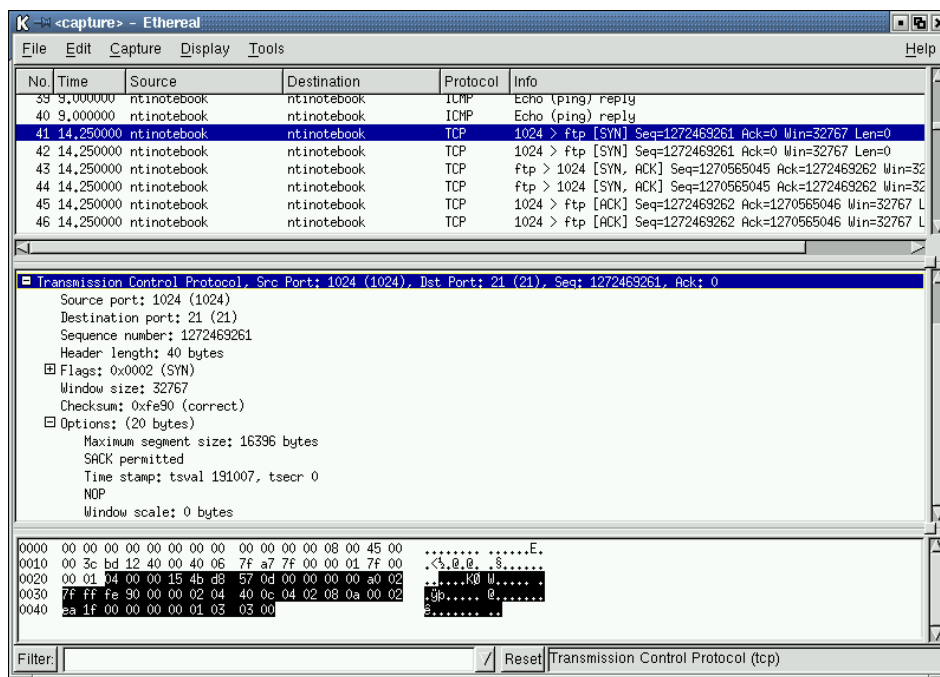 <capture> - Ethereal
File Edit Capture Display Tools Help
No. Time Source Destination Protocol Info
39 9.000000 ntinotebook ntinotebook ICMP Echo (ping) reply
40 9.000000 ntinotebook ntinotebook ICMP Echo (ping) reply
41 14.250000 ntinotebook ntinotebook TCP 1024 > ftp [SYN] Seq=1272469261 Ack=0 Win=32767 Len=0
42 14.250000 ntinotebook ntinotebook TCP 1024 > ftp [SYN] Seq=1272469261 Ack=0 Win=32767 Len=0
43 14.250000 ntinotebook ntinotebook TCP ftp > 1024 [SYN, ACK] Seq=1270565045 Ack=1272469262 Win=32
44 14.250000 ntinotebook ntinotebook TCP ftp > 1024 [SYN, ACK] Seq=1270565045 Ack=1272469262 Win=32
45 14.250000 ntinotebook ntinotebook TCP 1024 > ftp [ACK] Seq=1272469262 Ack=1270565046 Win=32767 L
46 14.250000 ntinotebook ntinotebook TCP 1024 > ftp [ACK] Seq=1272469262 Ack=1270565046 Win=32767 L
Transmission Control Protocol, Src Port: 1024 (1024), Dst Port: 21 (21), Seq: 1272469261, Ack: 0
Source port: 1024 (1024)
Destination port: 21 (21)
Sequence number: 1272469261
Header length: 40 bytes
Flags: 0x0002 (SYN)
Window size: 32767
Checksum: 0xfe90 (correct)
Options: (20 bytes)
Maximum segment size: 16396 bytes
SACK permitted
Time stamp: tsval 191007, tsecr 0
NOP
Window scale: 0 bytes
0000 00 00 00 00 00 00 00 00 00 00 00 00 08 00 45 00 ........ ......E.
0010 00 3c bd 12 40 00 40 06 7f a7 7f 00 00 01 7f 00 .<½.@.@. .§......
0020 00 01 04 00 00 15 4b d8 57 0d 00 00 00 00 a0 02 ......KØ W..... .
0030 7f ff fe 90 00 00 02 04 40 0c 04 02 08 0a 00 02 .ÿþ..... @.......
0040 ea 1f 00 00 00 00 01 03 03 00 ê....... ..
Filter: Reset Transmission Control Protocol (tcp)